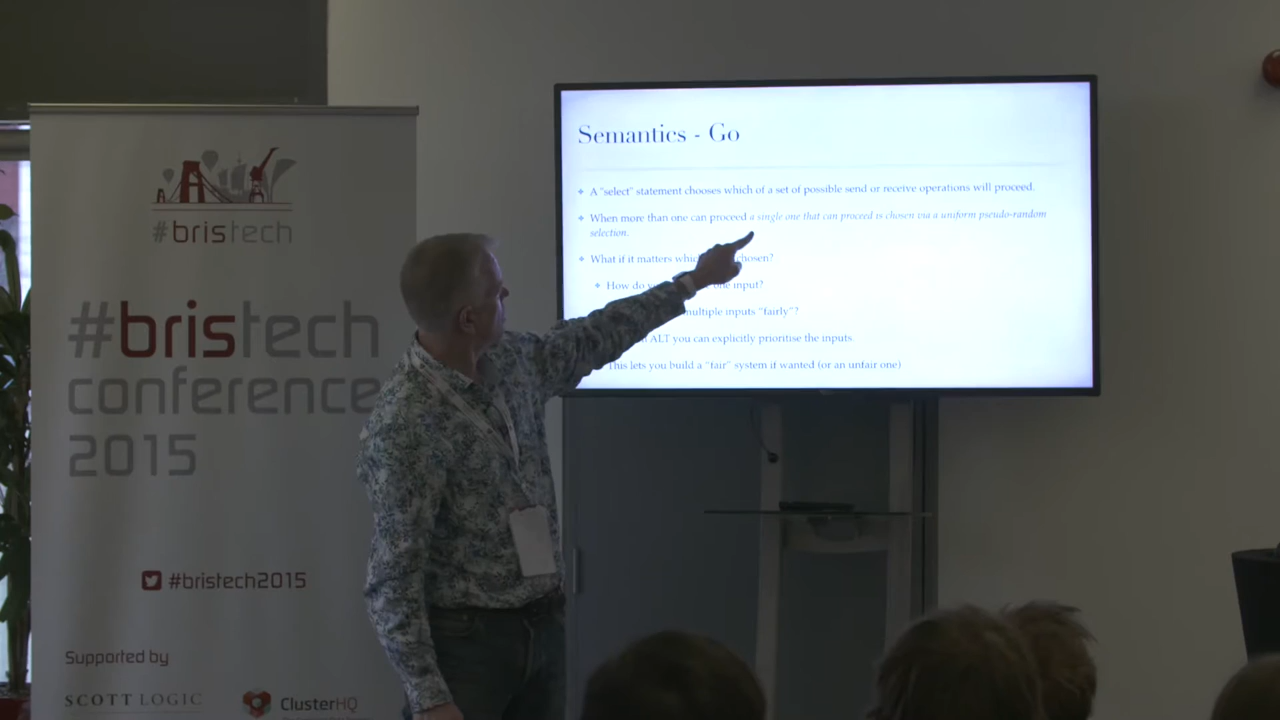 #bristech
#bristech
conference
2015
#bristech2015
Supported by
SCOTT LOGIC
ClusterHQ
Semantics - Go
A "select" statement chooses which of a set of possible send or receive operations will proceed.
When more than one can proceed a single one that can proceed is chosen via a uniform pseudo-random
selection.
What if it matters whic chosen?
How do one input?
multiple inputs "fairly"?
ALT you can explicitly prioritise the inputs
This lets you build a "fair" system if wanted (or an unfair one)